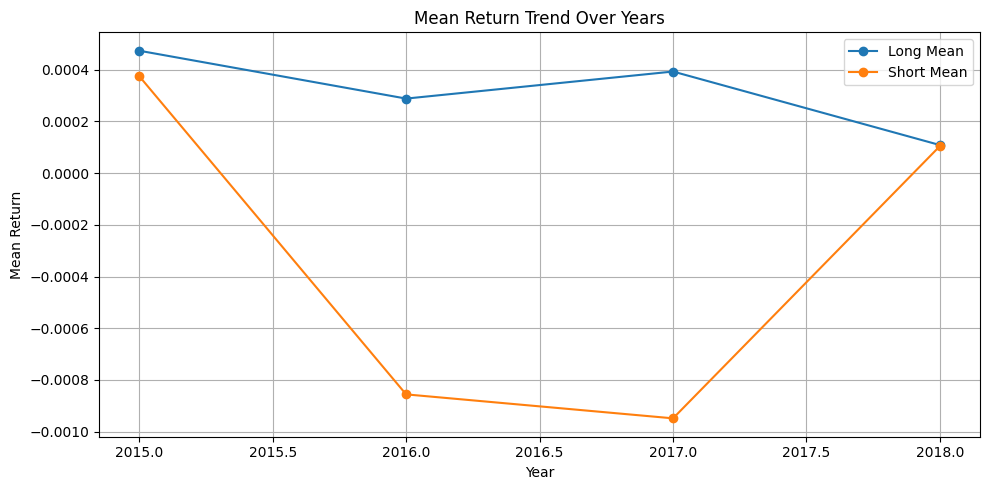 Mean Return Trend Over Years
Long Mean
Short Mean
Mean Return
0.0004
0.0002
0.0000
−0.0002
−0.0004
−0.0006
−0.0008
−0.0010
2015.0 2015.5 2016.0 2016.5 2017.0 2017.5 2018.0
Year